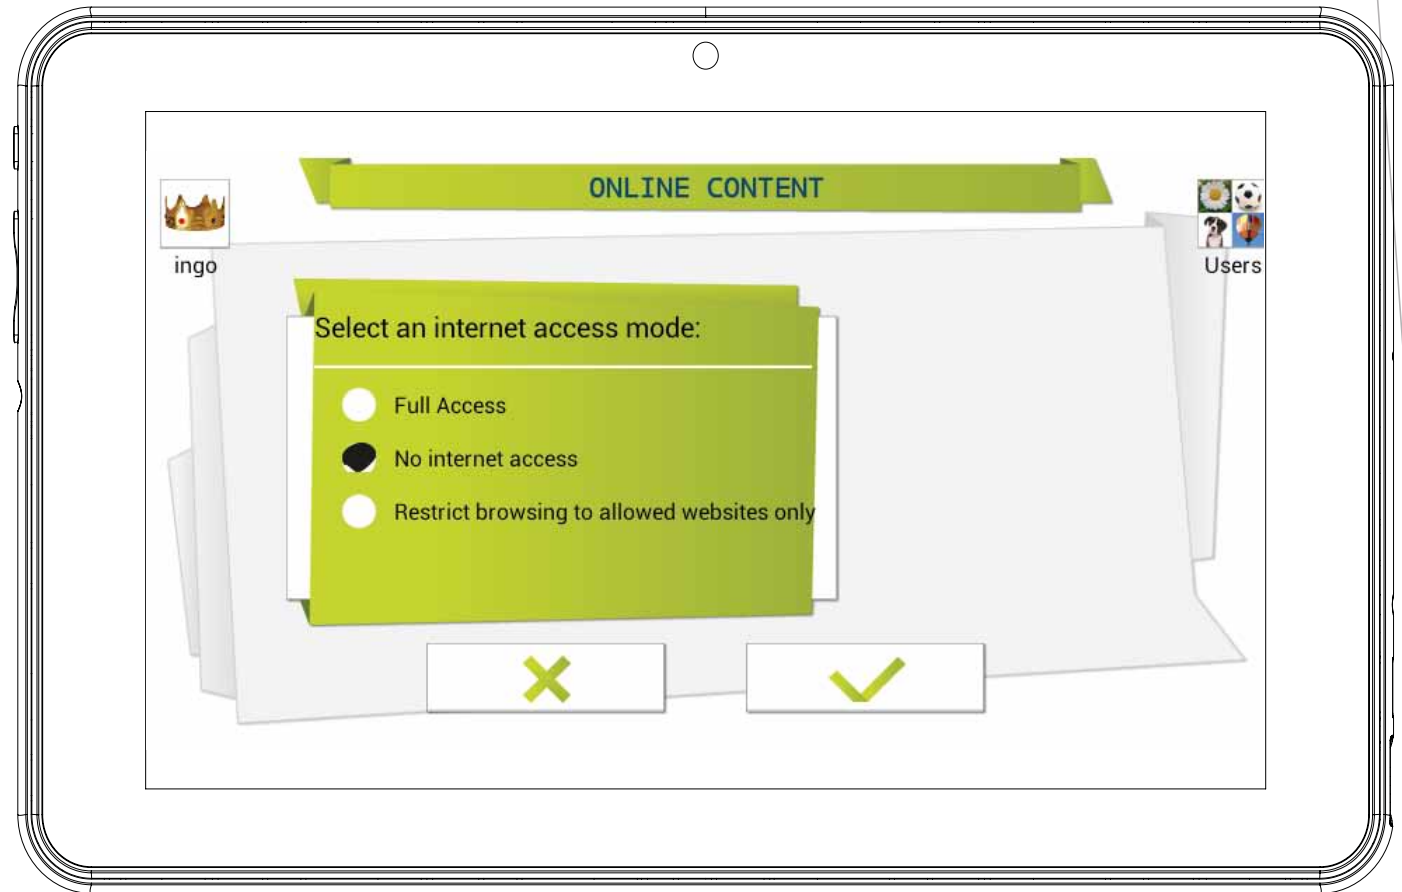 ONLINE CONTENT
ingo
Users
Select an internet access mode:
Full Access
No internet access
Restrict browsing to allowed websites only